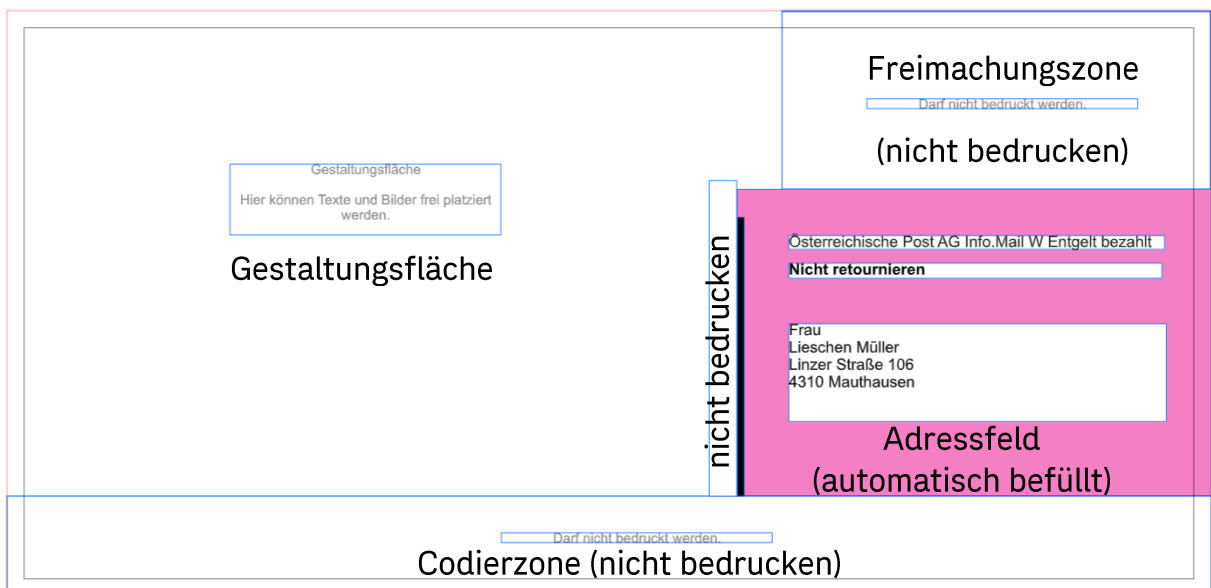 Freimachungszone
Darf nicht bedruckt werden.
(nicht bedrucken)
Gestaltungsfläche
Hier können Texte und Bilder frei platziert
werden.
Gestaltungsfläche
nicht bedrucken
Österreichische Post AG Info.Mail W Entgelt bezahlt
Nicht retournieren
Frau
Lieschen Müller
Linzer Straße 106
4310 Mauthausen
Adressfeld
(automatisch befüllt)
Darf nicht bedruckt werden.
Codierzone (nicht bedrucken)